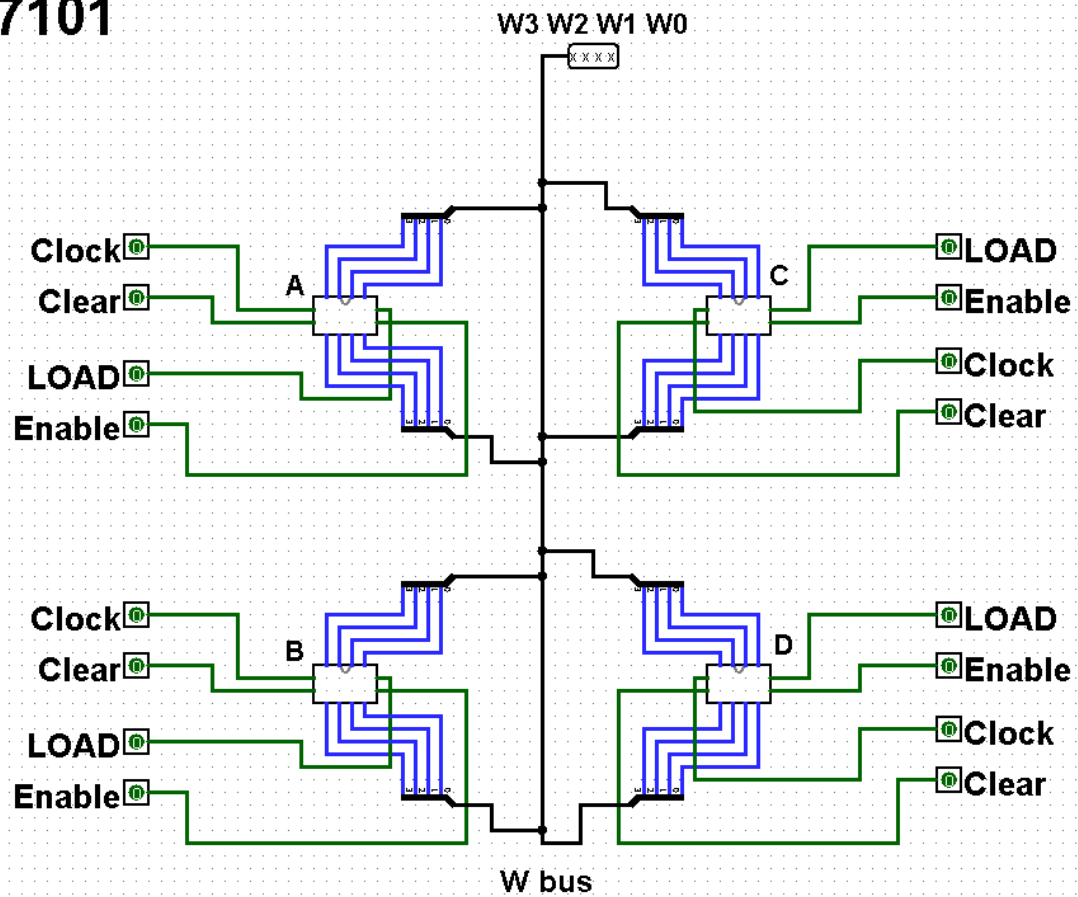 7101
W3 W2 W1 W0
x x x x
Clock
Clear
LOAD
Enable
A
C
LOAD
Enable
Clock
Clear
Clock
Clear
LOAD
Enable
B
D
LOAD
Enable
Clock
Clear
W bus